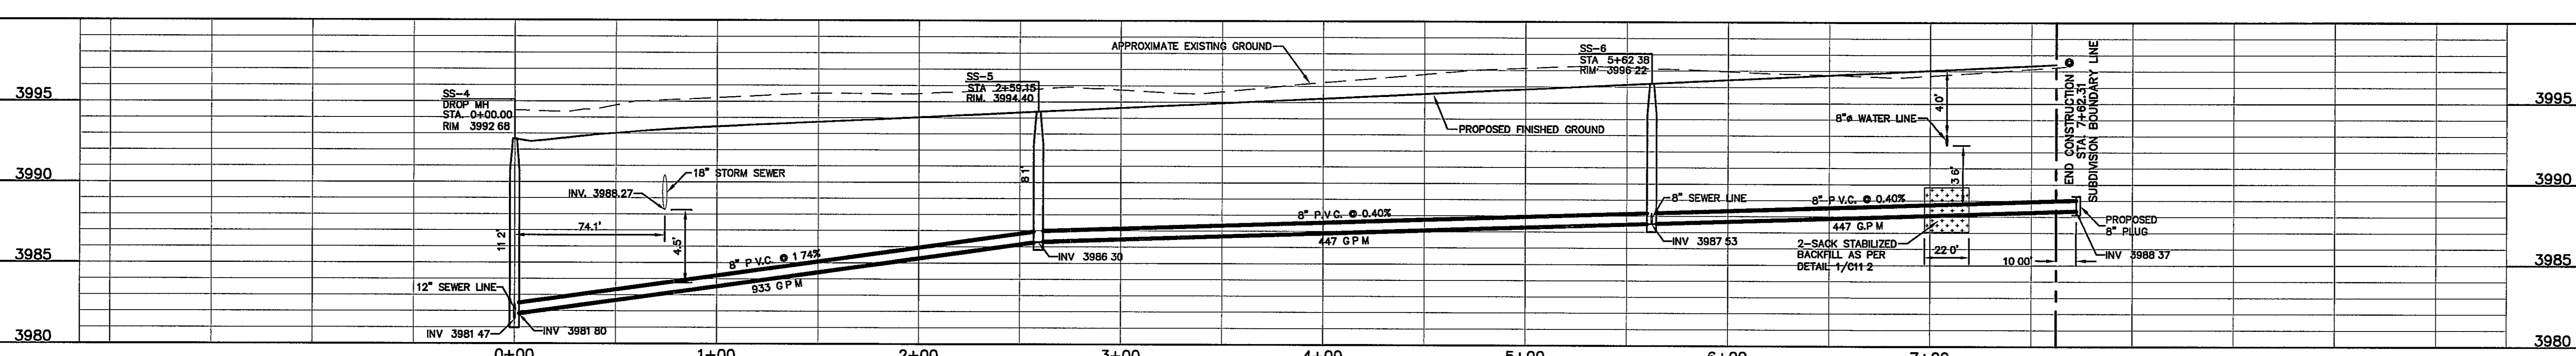 3995
3990
3985
3980
SS-4
DROP MH
STA. 0+00.00
RIM 3992 68
11 2'
12" SEWER LINE
INV 3981 47
INV 3981 80
74.1'
INV. 3988.27
18" STORM SEWER
4.5'
8" P.V.C. @ 1 74%
933 G P M
SS-5
STA 2+59.15
RIM. 3994.40
8 1'
INV 3986 30
APPROXIMATE EXISTING GROUND
PROPOSED FINISHED GROUND
8" P.V.C. @ 0.40%
447 G P M
SS-6
STA 5+62 38
RIM 3996 22
8" SEWER LINE
INV 3987 53
8" P.V.C. @ 0.40%
447 G.P M
8"ø WATER LINE
4.0'
3 6'
2-SACK STABILIZED
BACKFILL AS PER
DETAIL 1/C11 2
22 0'
10 00'
END CONSTRUCTION @
STA. 7+62.31
SUBDIVISION BOUNDARY LINE
PROPOSED
8" PLUG
INV 3988 37
3995
3990
3985
3980
0+00
1+00
2+00
3+00
4+00
5+00
6+00
7+00